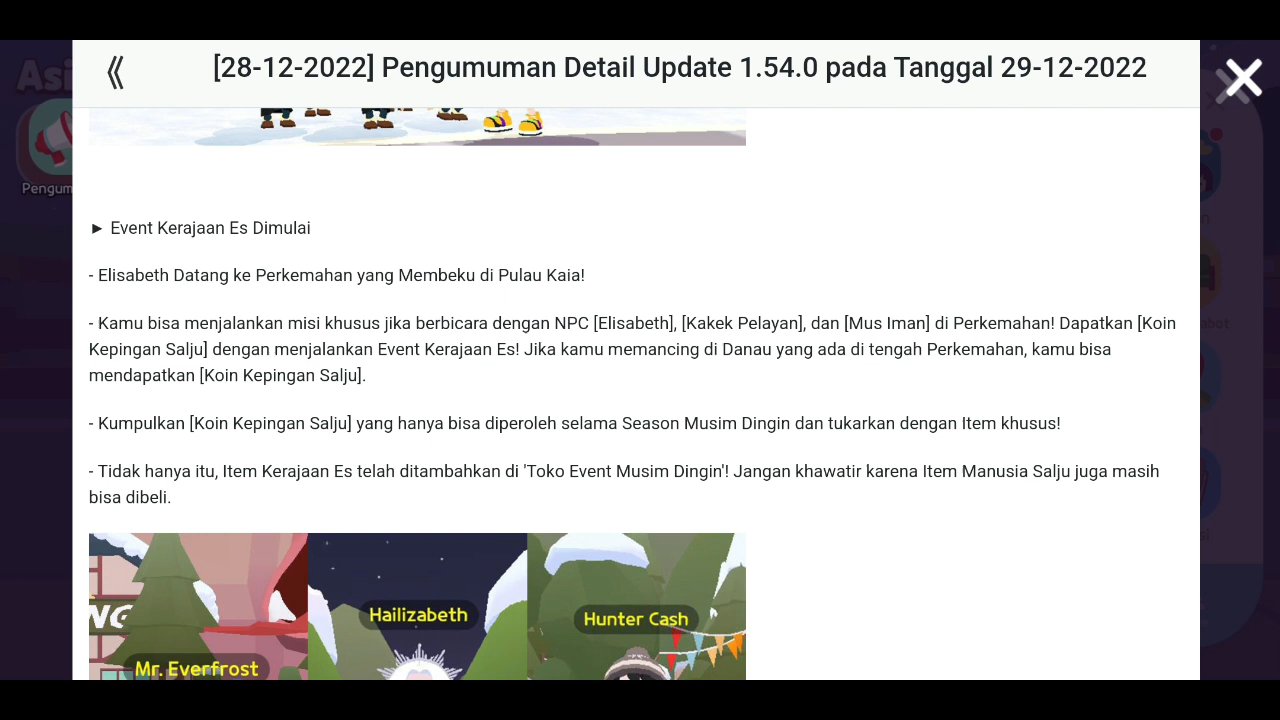 Asi
[28-12-2022] Pengumuman Detail Update 1.54.0 pada Tanggal 29-12-2022
Pengum
► Event Kerajaan Es Dimulai
- Elisabeth Datang ke Perkemahan yang Membeku di Pulau Kaia!
- Kamu bisa menjalankan misi khusus jika berbicara dengan NPC [Elisabeth], [Kakek Pelayan], dan [Mus Iman] di Perkemahan! Dapatkan [Koin
Kepingan Salju] dengan menjalankan Event Kerajaan Es! Jika kamu memancing di Danau yang ada di tengah Perkemahan, kamu bisa
mendapatkan [Koin Kepingan Salju].
- Kumpulkan [Koin Kepingan Salju] yang hanya bisa diperoleh selama Season Musim Dingin dan tukarkan dengan Item khusus!
- Tidak hanya itu, Item Kerajaan Es telah ditambahkan di 'Toko Event Musim Dingin'! Jangan khawatir karena Item Manusia Salju juga masih
bisa dibeli.
NG
Mr. Everfrost
Hailizabeth
Hunter Cash